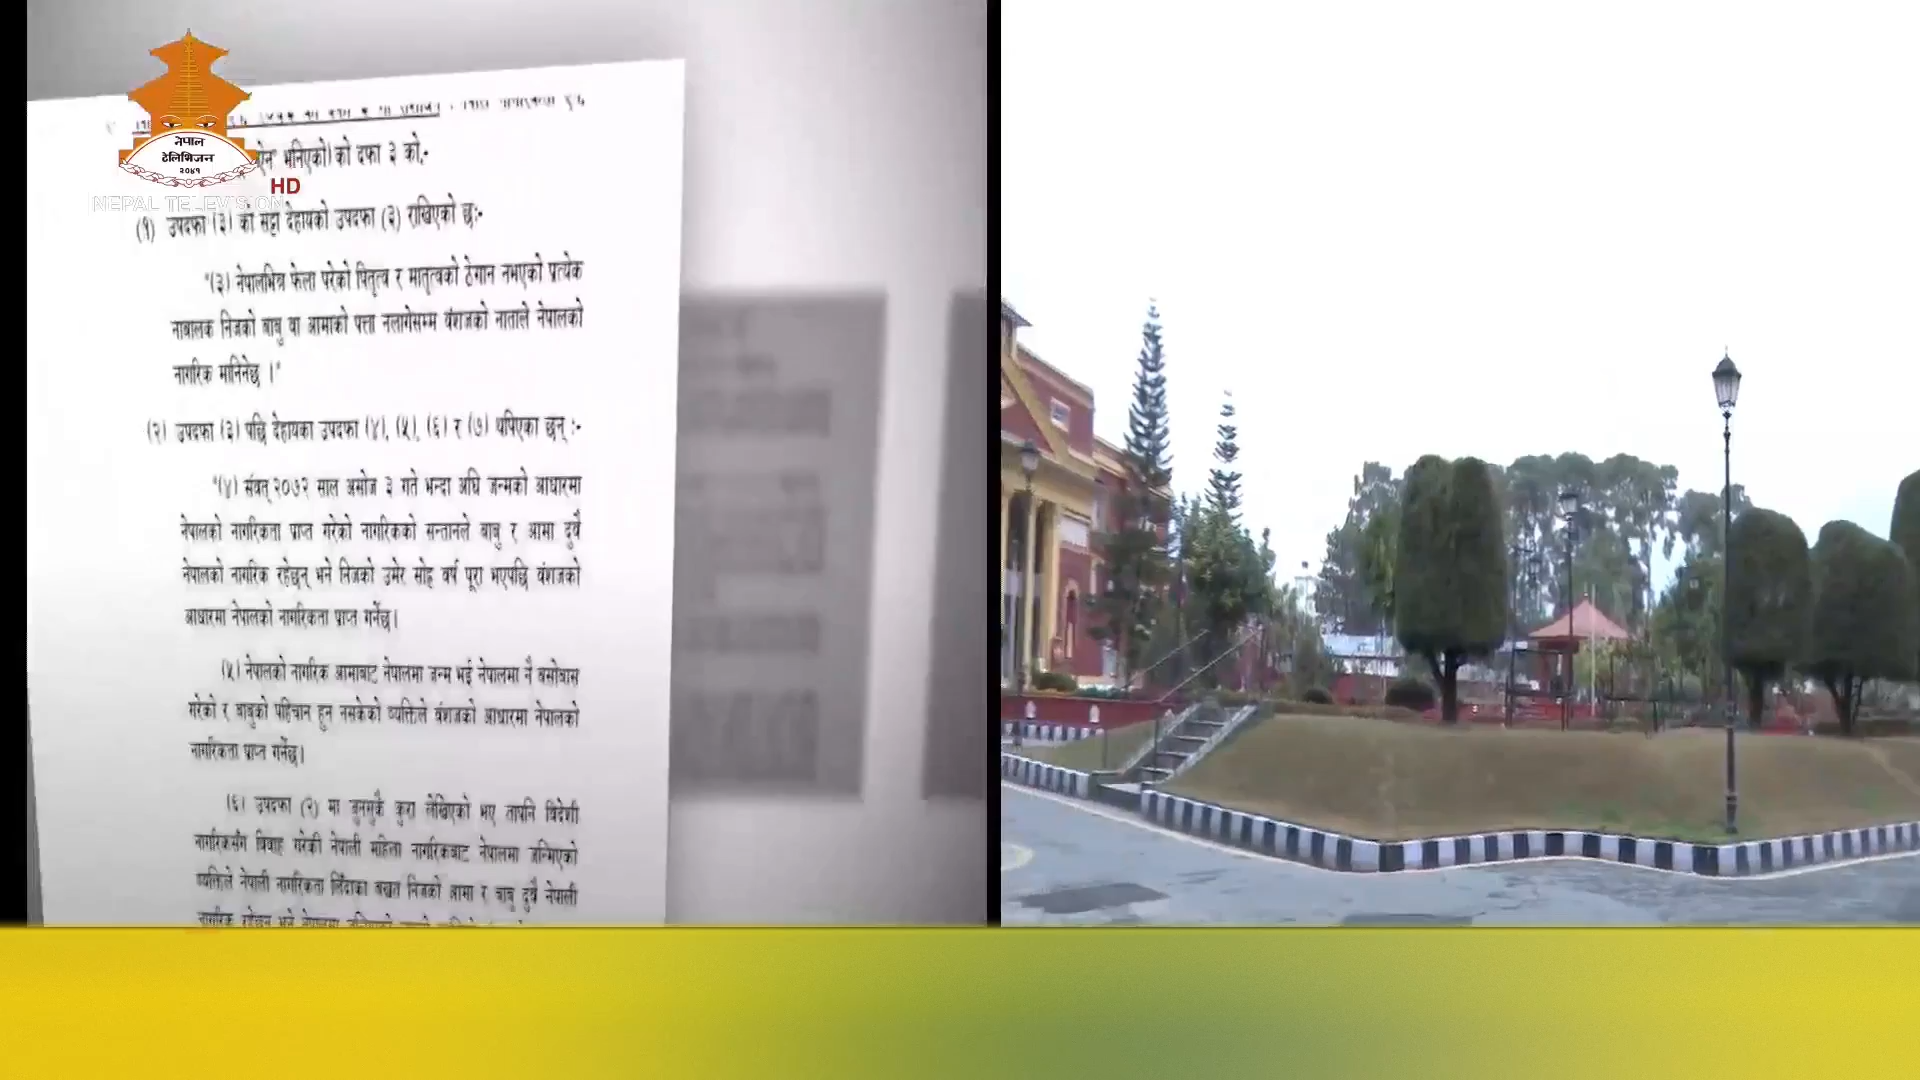 नेपाल
टेलिभिजन
२०४१
HD
NEPAL TELEVISION
भनिएको) को दफा ३ को,-
(१) उपदफा (३) को सट्टा देहायको उपदफा (३) राखिएको छः-
"(३) नेपालभित्र फेला परेको पितृत्व र मातृत्वको ठेगान नभएको प्रत्येक
नाबालक निजको बाबु वा आमाको पत्ता नलागेसम्म वंशजको नाताले नेपालको
नागरिक मानिनेछ ।"
(२) उपदफा (३) पछि देहायका उपदफा (४), (५), (६) र (७) थपिएका छन् :-
"(४) संवत् २०७२ साल असोज ३ गते भन्दा अघि जन्मको आधारमा
नेपालको नागरिकता प्राप्त गरेको नागरिकको सन्तानले बाबु र आमा दुवै
नेपालको नागरिक रहेछन् भने निजको उमेर सोह्र वर्ष पूरा भएपछि वंशजको
आधारमा नेपालको नागरिकता प्राप्त गर्नेछ।
(५) नेपालको नागरिक आमाबाट नेपालमा जन्म भई नेपालमा नै बसोबास
गरेको र बाबुको पहिचान हुन नसकेको व्यक्तिले वंशजको आधारमा नेपालको
नागरिकता प्राप्त गर्नेछ।
(६) उपदफा (२) मा जुनसुकै कुरा लेखिएको भए तापनि विदेशी
नागरिकसँग विवाह गरेकी नेपाली महिला नागरिकबाट नेपालमा जन्मिएको
व्यक्तिले नेपाली नागरिकता लिँदाका बखत निजको आमा र बाबु दुवै नेपाली
नागरिक रहेछन् भने नेपालमा